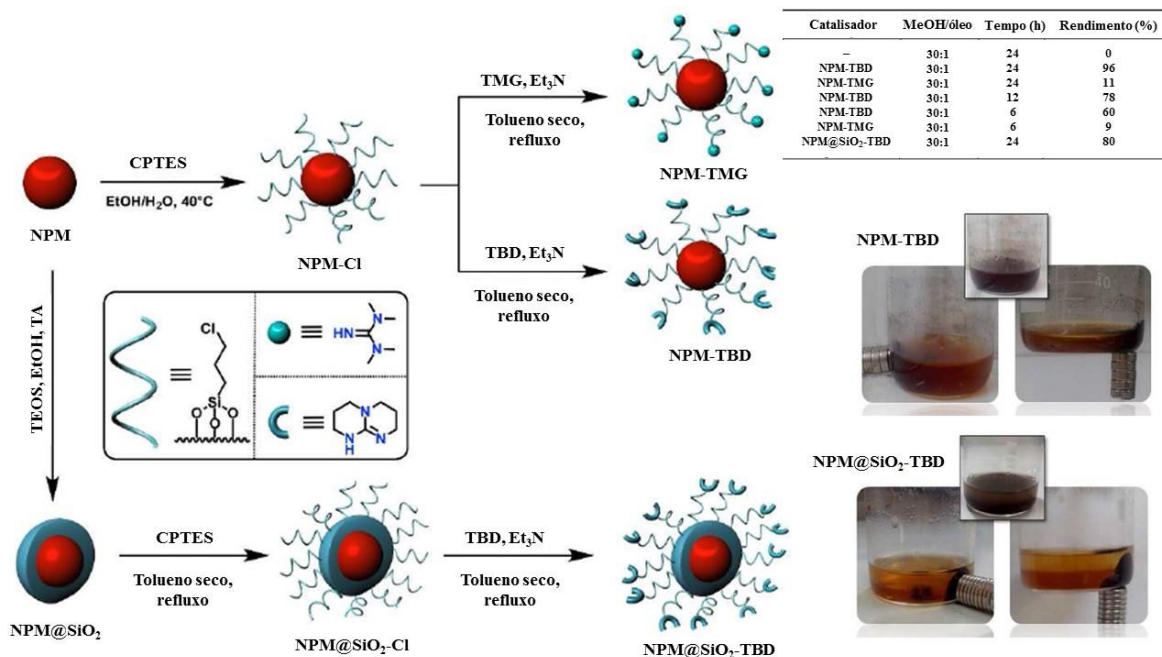 TMG, Et₃N
Tolueno seco,
refluxo
NPM-TMG
CPTES
EtOH/H₂O, 40°C
NPM
NPM-Cl
TBD, Et₃N
Tolueno seco,
refluxo
NPM-TBD
TEOS, EtOH, TA
Cl
Si
O O
O
≡
≡ HN N
N
≡ N
N N
H
NPM@SiO₂
CPTES
Tolueno seco,
refluxo
NPM@SiO₂-Cl
TBD, Et₃N
Tolueno seco,
refluxo
NPM@SiO₂-TBD
Catalisador MeOH/óleo Tempo (h) Rendimento (%)
– 30:1 24 0
NPM-TBD 30:1 24 96
NPM-TMG 30:1 24 11
NPM-TBD 30:1 12 78
NPM-TBD 30:1 6 60
NPM-TMG 30:1 6 9
NPM@SiO₂-TBD 30:1 24 80
NPM-TBD
NPM@SiO₂-TBD